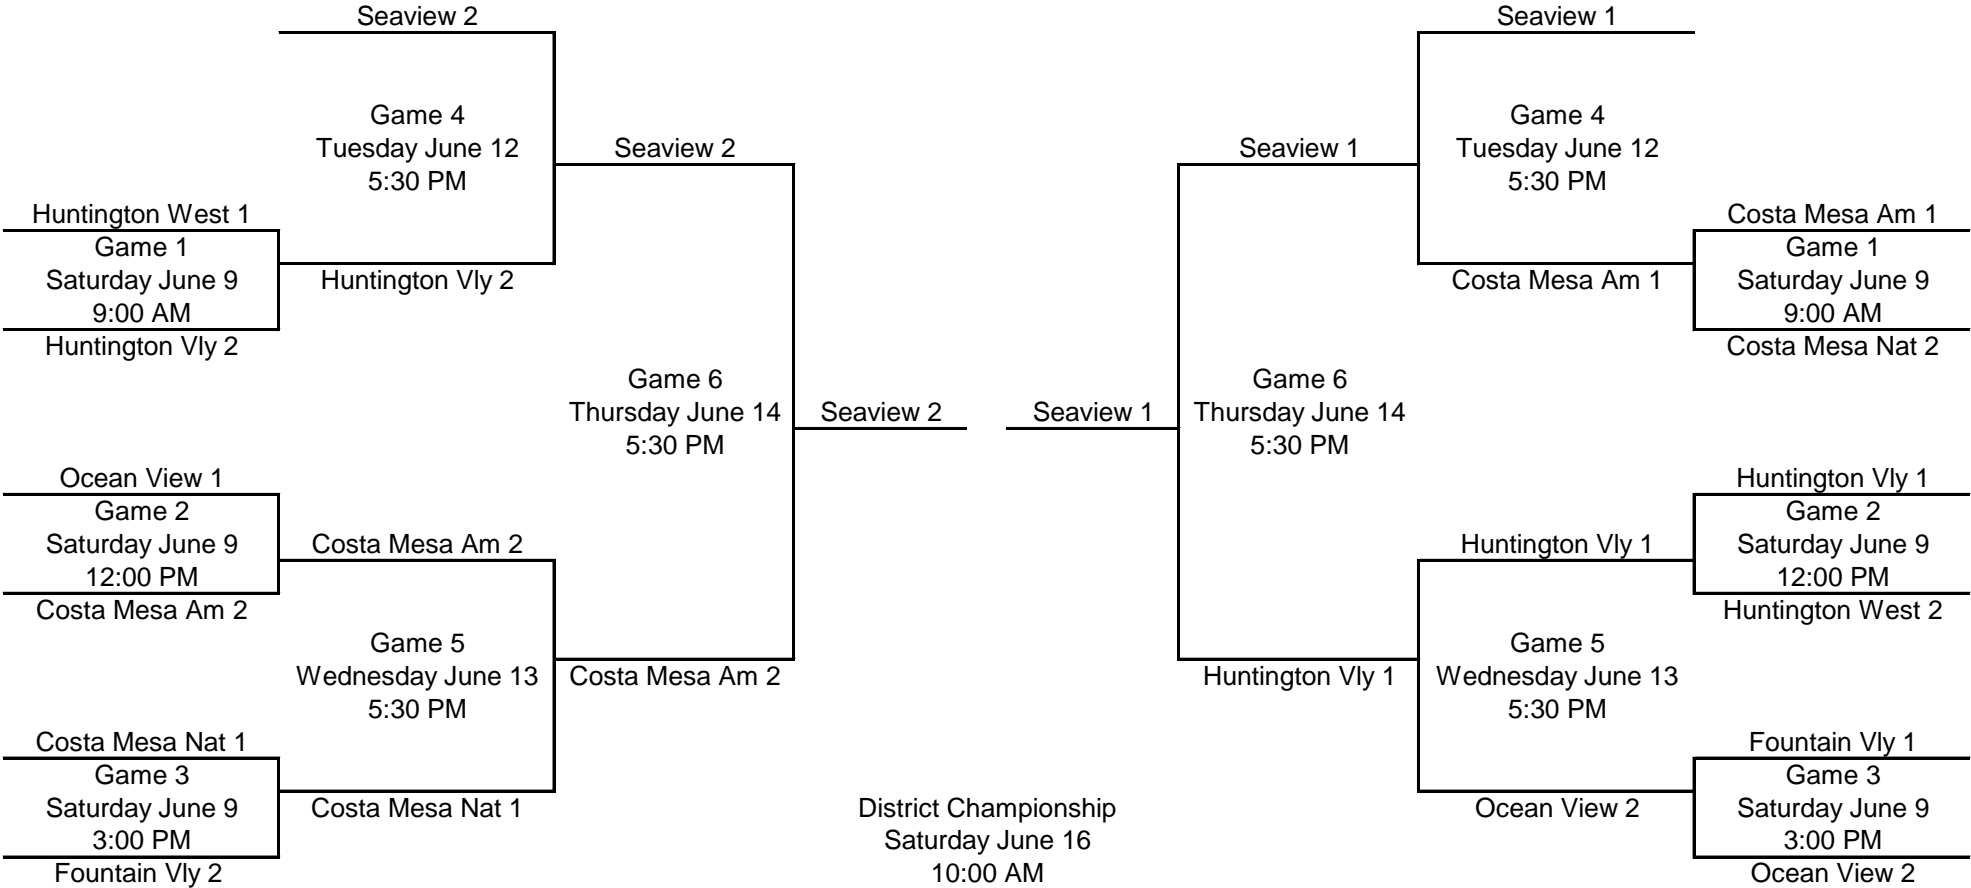 Seaview 2
Game 4
Tuesday June 12
5:30 PM
Seaview 2
Huntington West 1
Game 1
Saturday June 9
9:00 AM
Huntington Vly 2
Huntington Vly 2
Game 6
Thursday June 14
5:30 PM
Seaview 2
Ocean View 1
Game 2
Saturday June 9
12:00 PM
Costa Mesa Am 2
Costa Mesa Am 2
Game 5
Wednesday June 13
5:30 PM
Costa Mesa Am 2
Costa Mesa Nat 1
Game 3
Saturday June 9
3:00 PM
Fountain Vly 2
Costa Mesa Nat 1
District Championship
Saturday June 16
10:00 AM
Seaview 1
Game 4
Tuesday June 12
5:30 PM
Seaview 1
Costa Mesa Am 1
Game 1
Saturday June 9
9:00 AM
Costa Mesa Nat 2
Costa Mesa Am 1
Seaview 1
Game 6
Thursday June 14
5:30 PM
Huntington Vly 1
Game 2
Saturday June 9
12:00 PM
Huntington West 2
Huntington Vly 1
Huntington Vly 1
Game 5
Wednesday June 13
5:30 PM
Fountain Vly 1
Game 3
Saturday June 9
3:00 PM
Ocean View 2
Ocean View 2